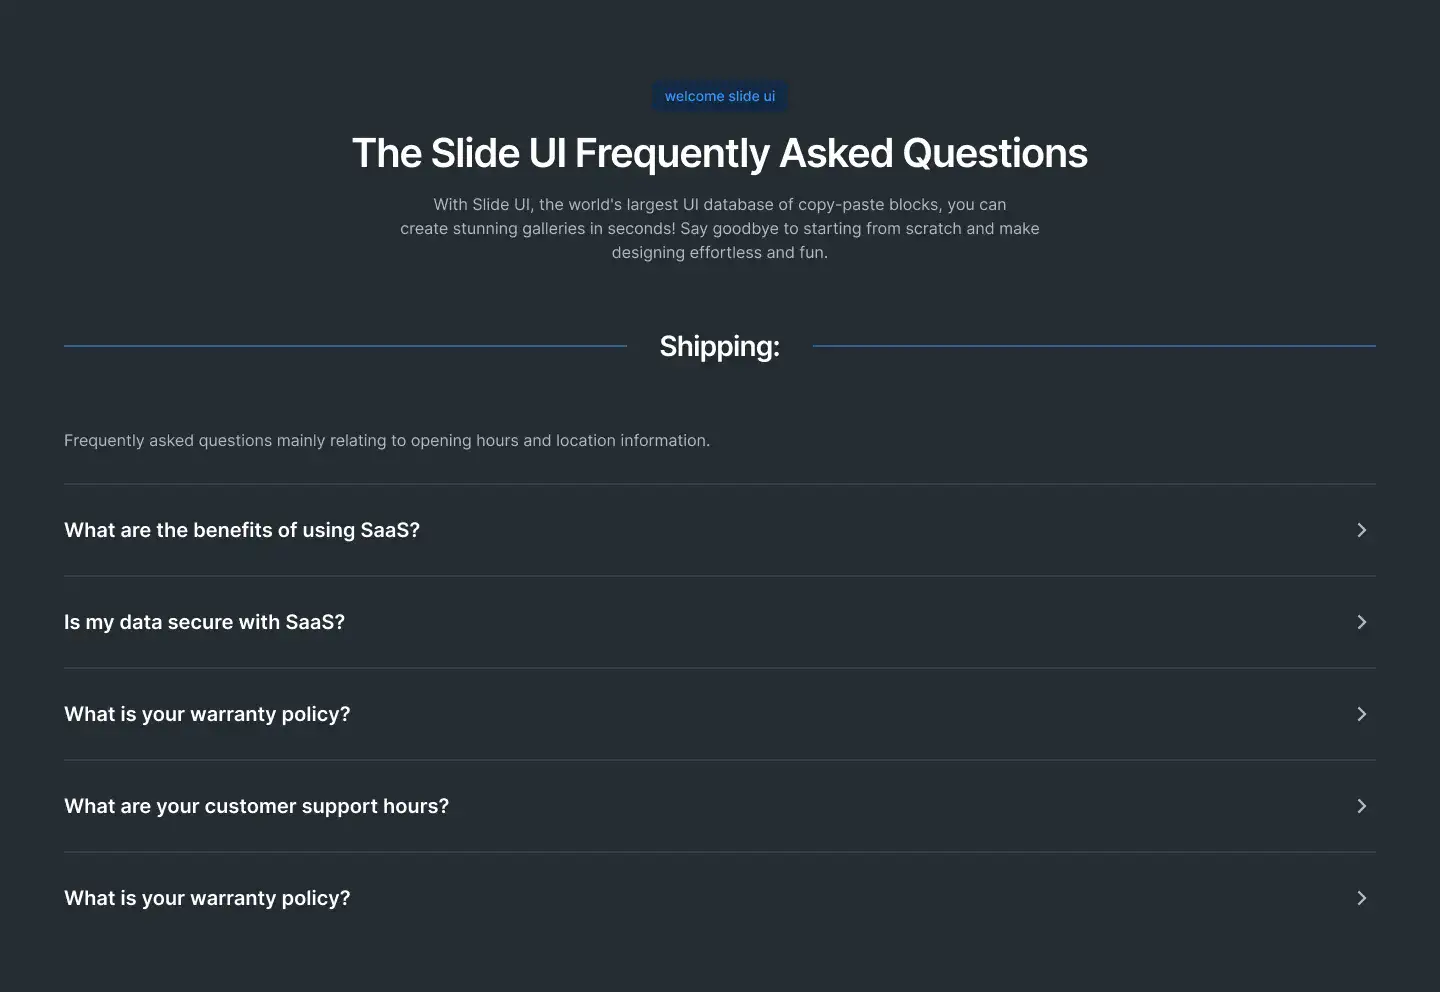 welcome slide ui
The Slide UI Frequently Asked Questions
With Slide UI, the world's largest UI database of copy-paste blocks, you can
create stunning galleries in seconds! Say goodbye to starting from scratch and make
designing effortless and fun.
Shipping:
Frequently asked questions mainly relating to opening hours and location information.
What are the benefits of using SaaS?
Is my data secure with SaaS?
What is your warranty policy?
What are your customer support hours?
What is your warranty policy?